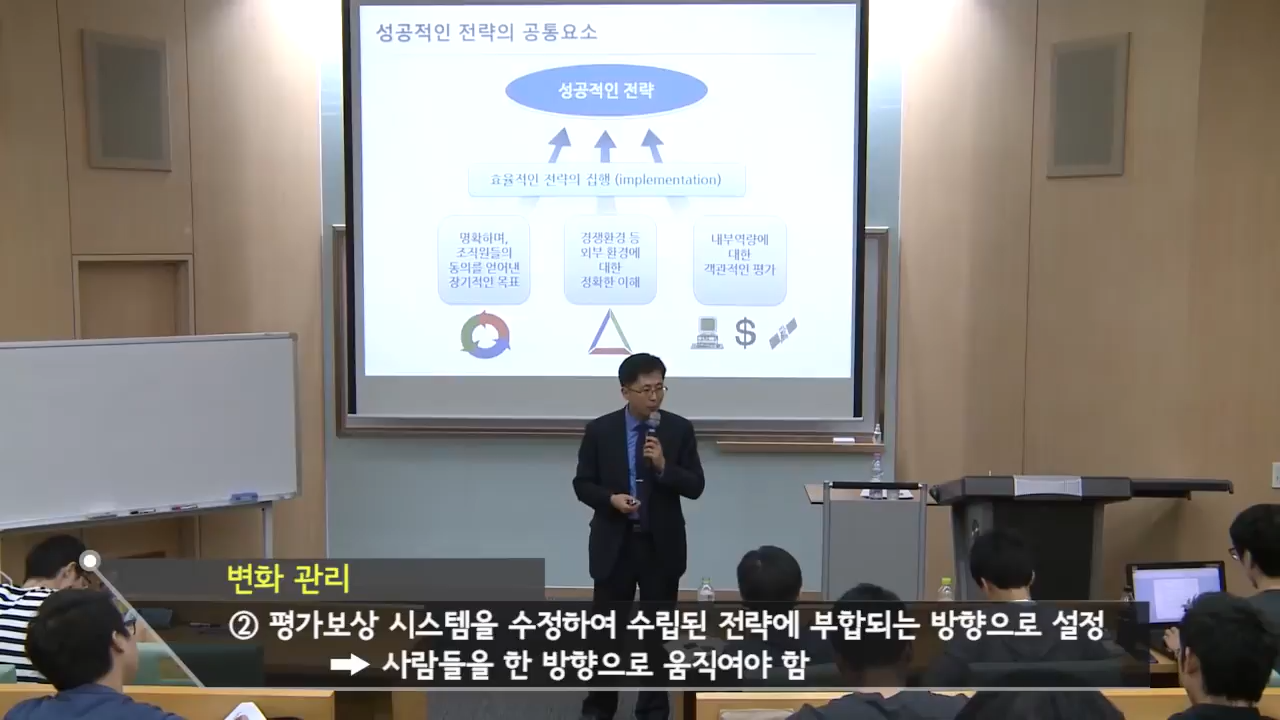 성공적인 전략의 공통요소
성공적인 전략
효율적인 전략의 집행 (implementation)
명확하며,
조직원들의
동의를 얻어낸
장기적인 목표
경쟁환경 등
외부 환경에
대한
정확한 이해
내부역량에
대한
객관적인 평가
$
변화 관리
② 평가보상 시스템을 수정하여 수립된 전략에 부합되는 방향으로 설정
➡ 사람들을 한 방향으로 움직여야 함